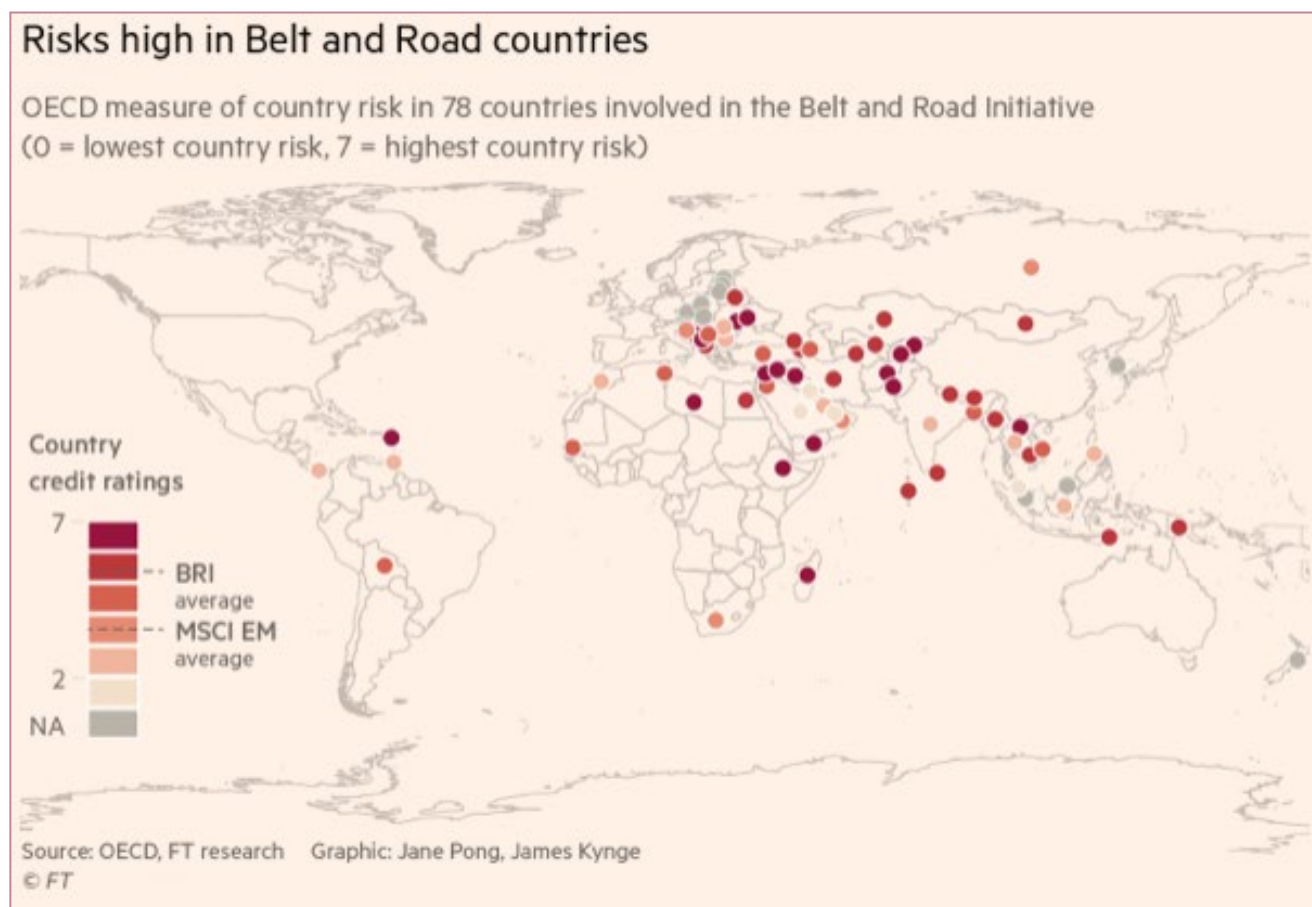 Risks high in Belt and Road countries
OECD measure of country risk in 78 countries involved in the Belt and Road Initiative
(0 = lowest country risk, 7 = highest country risk)
Country
credit ratings
7
BRI
average
MSCI EM
average
2
NA
Source: OECD, FT research Graphic: Jane Pong, James Kynge
© FT